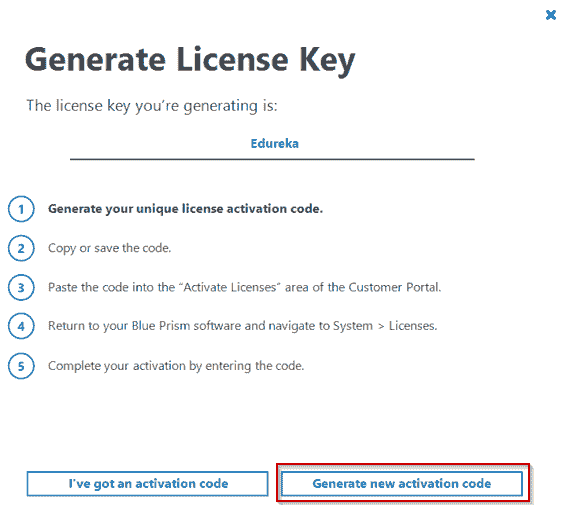 Generate License Key
The license key you're generating is:
Edureka
1 Generate your unique license activation code.
2 Copy or save the code.
3 Paste the code into the “Activate Licenses” area of the Customer Portal.
4 Return to your Blue Prism software and navigate to System > Licenses.
5 Complete your activation by entering the code.
I've got an activation code
Generate new activation code